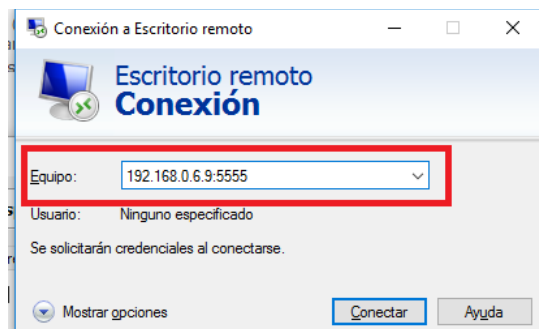 Conexión a Escritorio remoto
Escritorio remoto
Conexión
Equipo: 192.168.0.6.9:5555
Usuario: Ninguno especificado
Se solicitarán credenciales al conectarse.
Mostrar opciones Conectar Ayuda